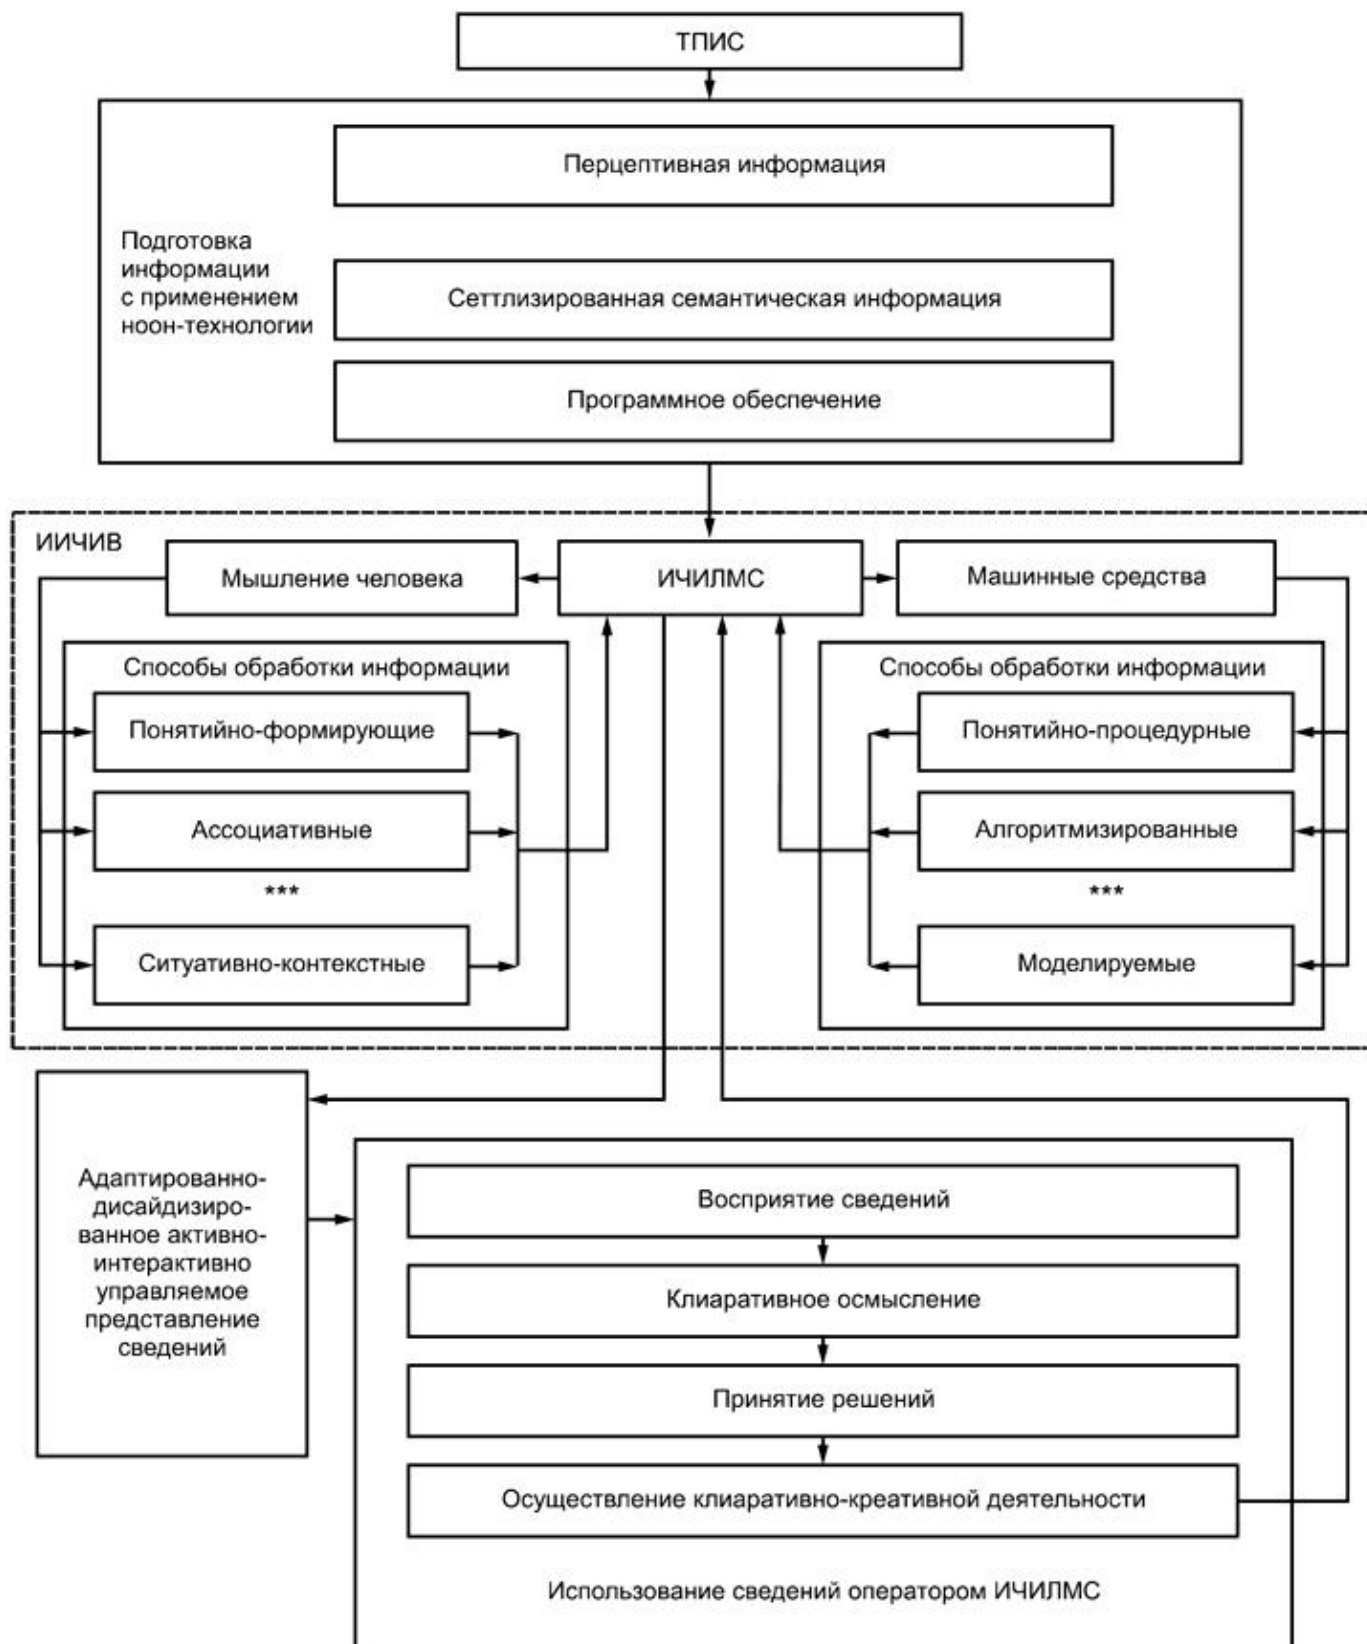 ТПИС
Перцептивная информация
Подготовка
информации
с применением
ноон-технологии
Сеттлизированная семантическая информация
Программное обеспечение
ИИЧИВ
Мышление человека
ИЧИЛМС
Машинные средства
Способы обработки информации
Понятийно-формирующие
Ассоциативные
***
Ситуативно-контекстные
Способы обработки информации
Понятийно-процедурные
Алгоритмизированные
***
Моделируемые
Адаптированно-
дисайдизиро-
ванное активно-
интерактивно
управляемое
представление
сведений
Восприятие сведений
Клиаративное осмысление
Принятие решений
Осуществление клиаративно-креативной деятельности
Использование сведений оператором ИЧИЛМС